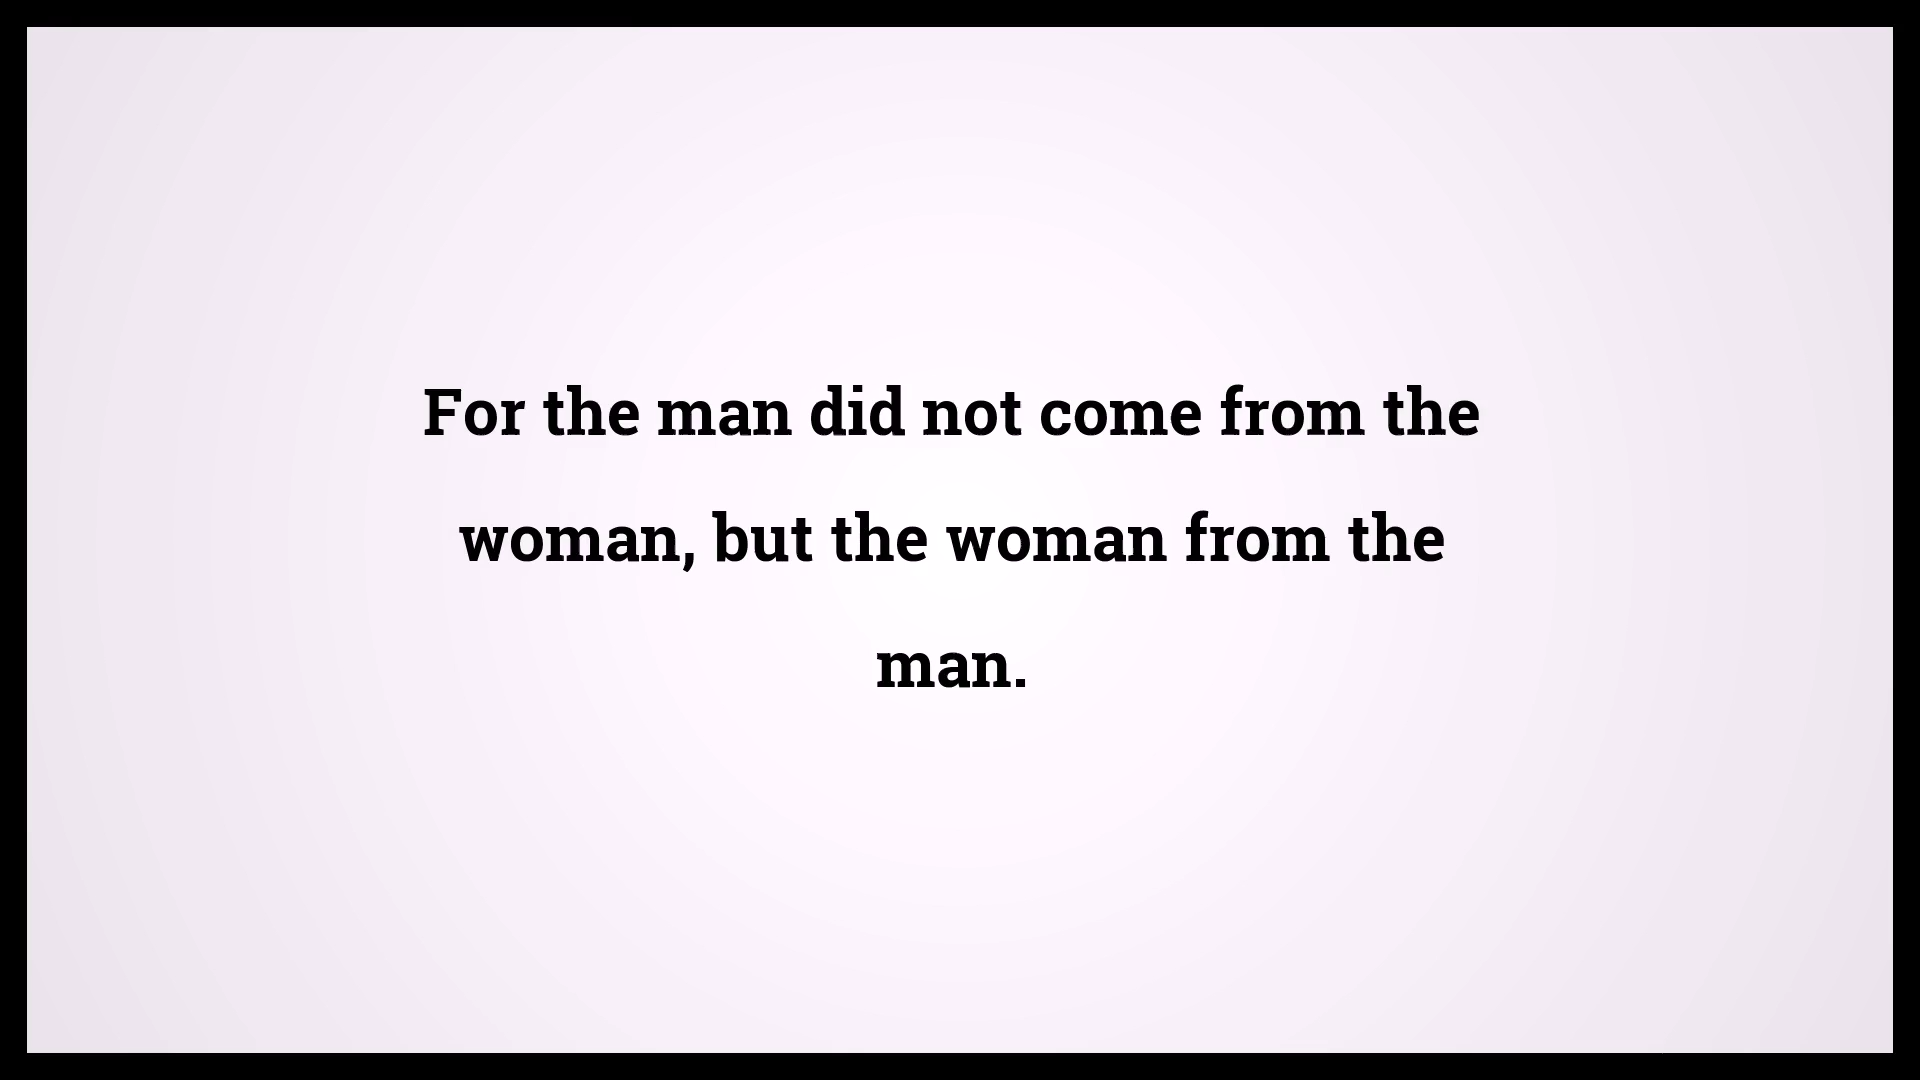 For the man did not come from the
woman, but the woman from the
man.